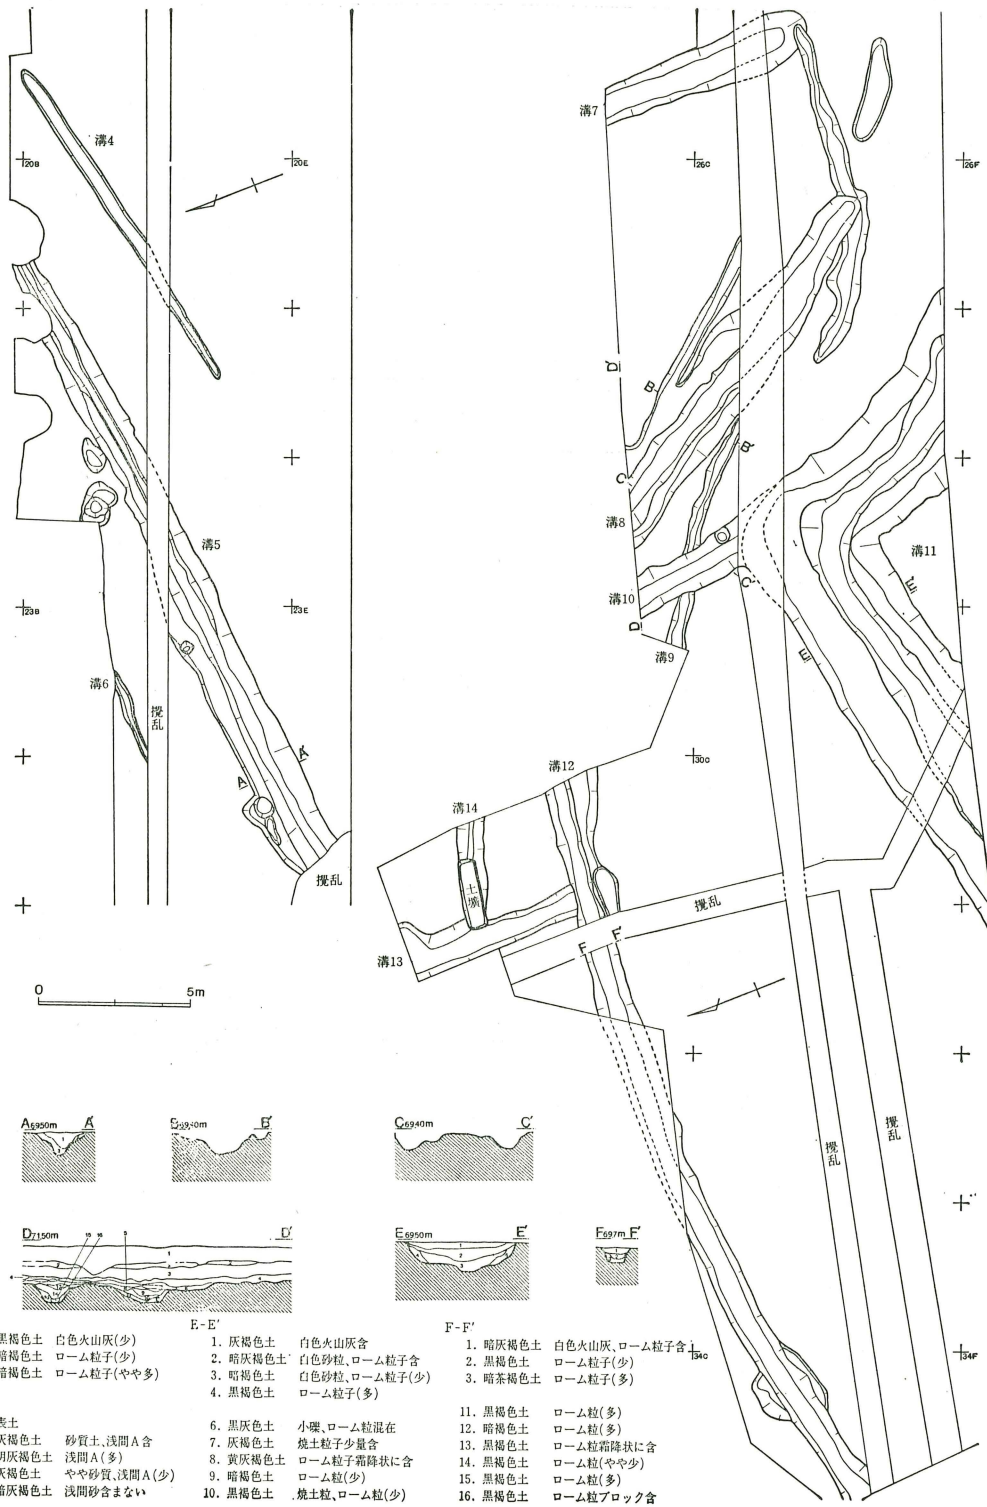 溝4
溝7
20B
20E
26C
26F
D'
B
C
溝8
B'
溝5
溝11
E'
23B
23E
溝10
C'
D
溝9
E
溝6
攪乱
A'
30C
A
溝12
溝14
攪乱
土壙
攪乱
F F'
溝13
0 5m
攪乱
攪乱
A 69.50m A'
B 69.40m B'
C 69.40m C'
D 71.50m D'
E 69.50m E'
F 69.7m F'
34C
34F
黒褐色土 白色火山灰(少)
暗褐色土 ローム粒子(少)
暗褐色土 ローム粒子(やや多)
表土
灰褐色土 砂質土、浅間A含
明灰褐色土 浅間A(多)
灰褐色土 やや砂質、浅間A(少)
暗灰褐色土 浅間砂含まない
E-E'
1. 灰褐色土 白色火山灰含
2. 暗灰褐色土 白色砂粒、ローム粒子含
3. 暗褐色土 白色砂粒、ローム粒子(少)
4. 黒褐色土 ローム粒子(多)
6. 黒灰色土 小礫、ローム粒混在
7. 灰褐色土 焼土粒子少量含
8. 黄灰褐色土 ローム粒子霜降状に含
9. 暗褐色土 ローム粒(少)
10. 黒褐色土 焼土粒、ローム粒(少)
F-F'
1. 暗灰褐色土 白色火山灰、ローム粒子含
2. 黒褐色土 ローム粒子(少)
3. 暗茶褐色土 ローム粒子(多)
11. 黒褐色土 ローム粒(多)
12. 暗褐色土 ローム粒(多)
13. 黒褐色土 ローム粒霜降状に含
14. 黒褐色土 ローム粒(やや少)
15. 黒褐色土 ローム粒(多)
16. 黒褐色土 ローム粒ブロック含